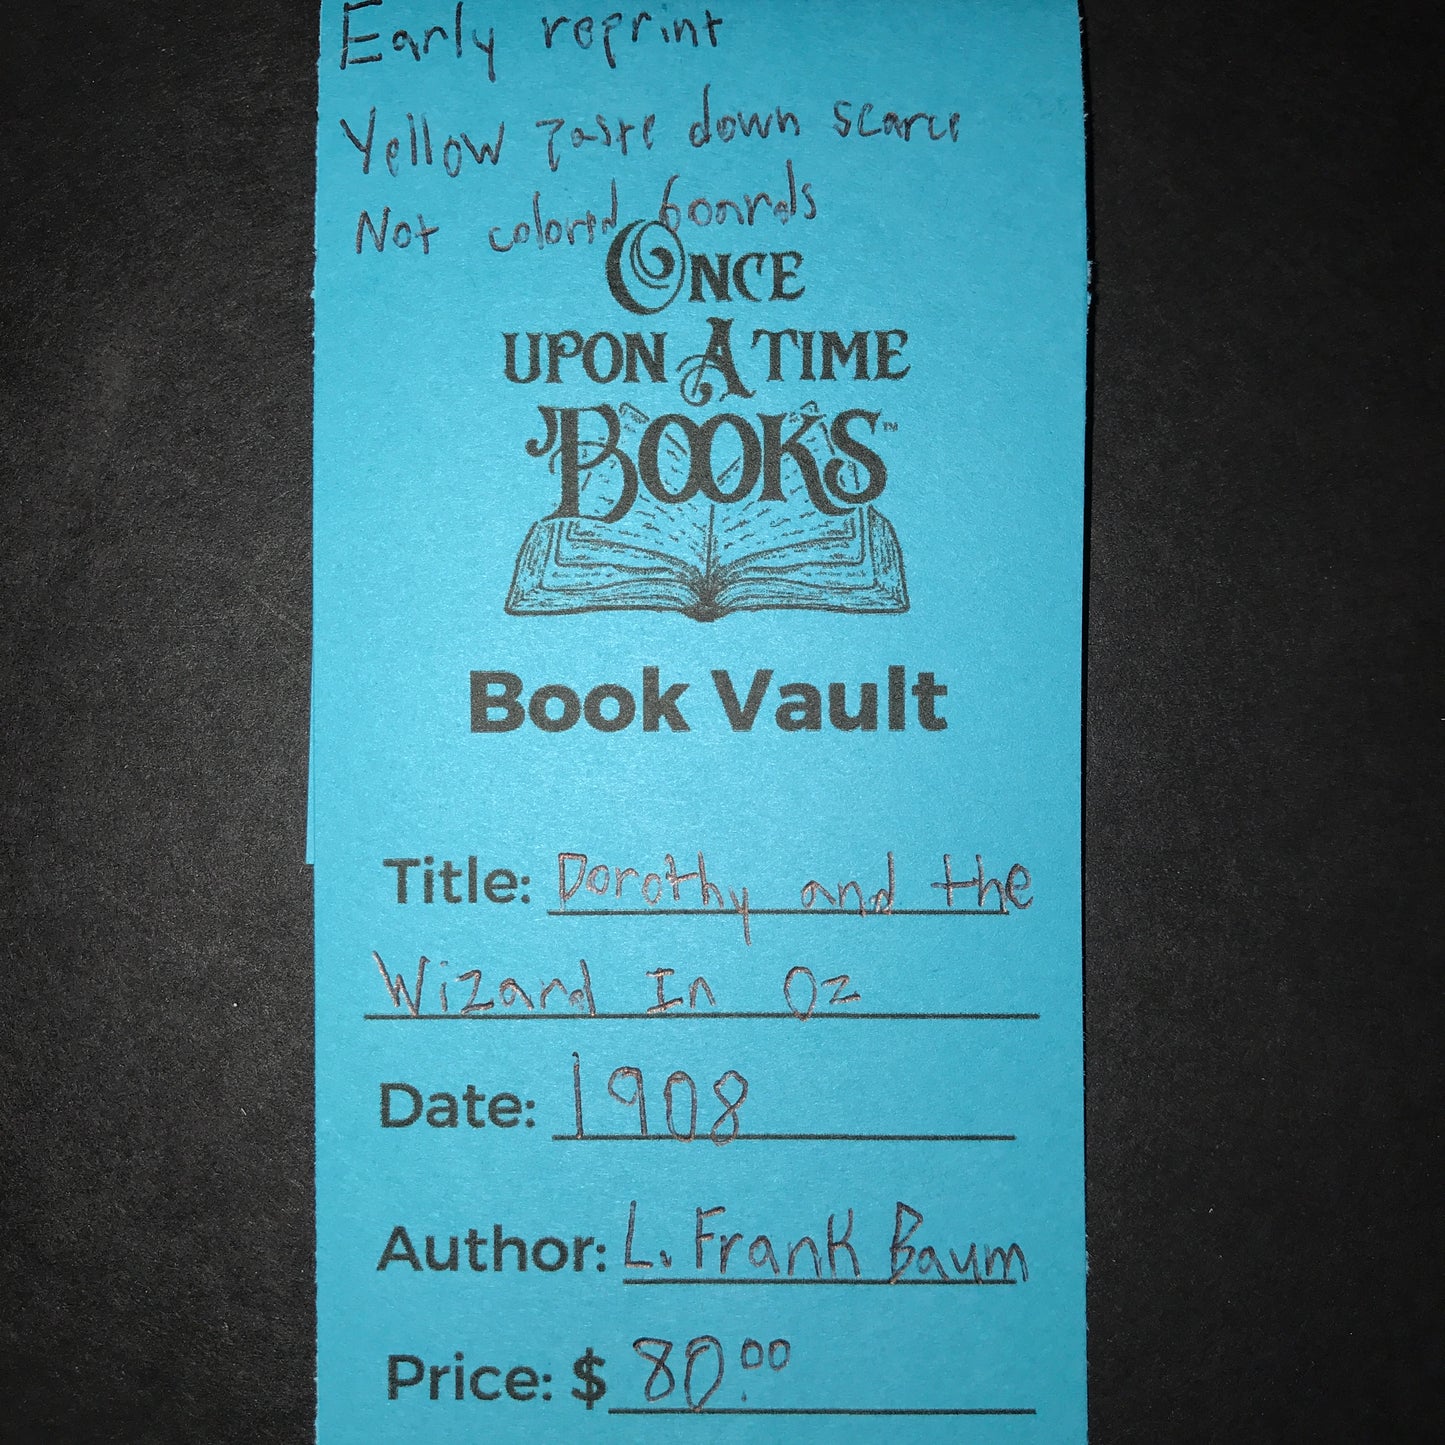 Early reprint
Yellow paste down scarce
Not colored boards
ONCE
UPON A TIME
BOOKS™
Book Vault
Title: Dorothy and the
Wizard In Oz
Date: 1908
Author: L. Frank Baum
Price: $ 80.00